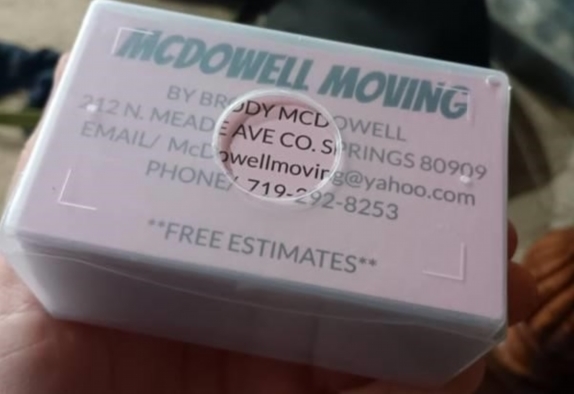 MCDOWELL MOVING
BY BRODY MCDOWELL
212 N. MEADE AVE CO. SPRINGS 80909
EMAIL/ McDowellmoving@yahoo.com
PHONE/ 719-292-8253
**FREE ESTIMATES**